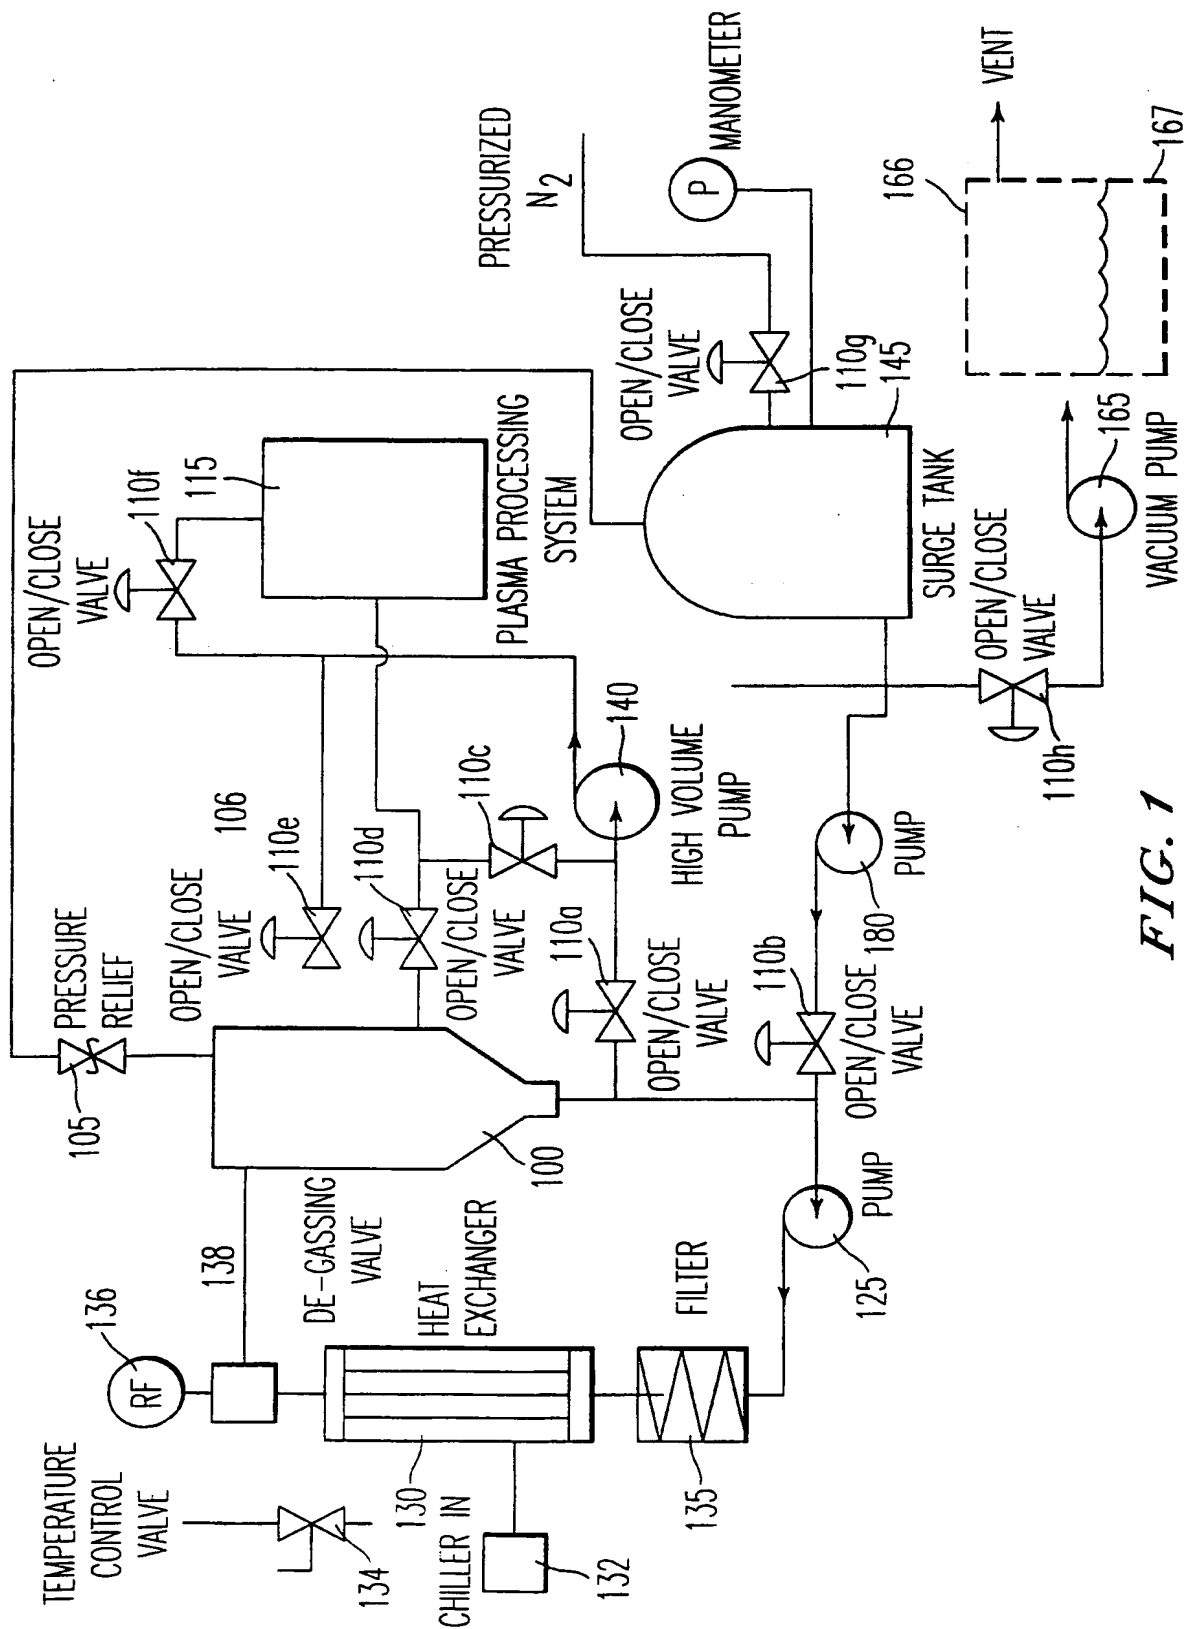 TEMPERATURE
CONTROL
VALVE
134
136
RF
138
105
PRESSURE
RELIEF
OPEN/CLOSE
VALVE
110f
115
PLASMA PROCESSING
SYSTEM
OPEN/CLOSE
VALVE
110e
106
110d
OPEN/CLOSE
VALVE
110c
DE-GASSING
VALVE
100
HEAT
EXCHANGER
130
CHILLER IN
132
FILTER
135
OPEN/CLOSE
VALVE
110a
HIGH VOLUME
PUMP
140
PRESSURIZED
N2
MANOMETER
P
OPEN/CLOSE
VALVE
110g
145
SURGE TANK
PUMP
125
OPEN/CLOSE
VALVE
110b
180
PUMP
OPEN/CLOSE
VALVE
110h
165
VACUUM PUMP
166
167
VENT
FIG. 1